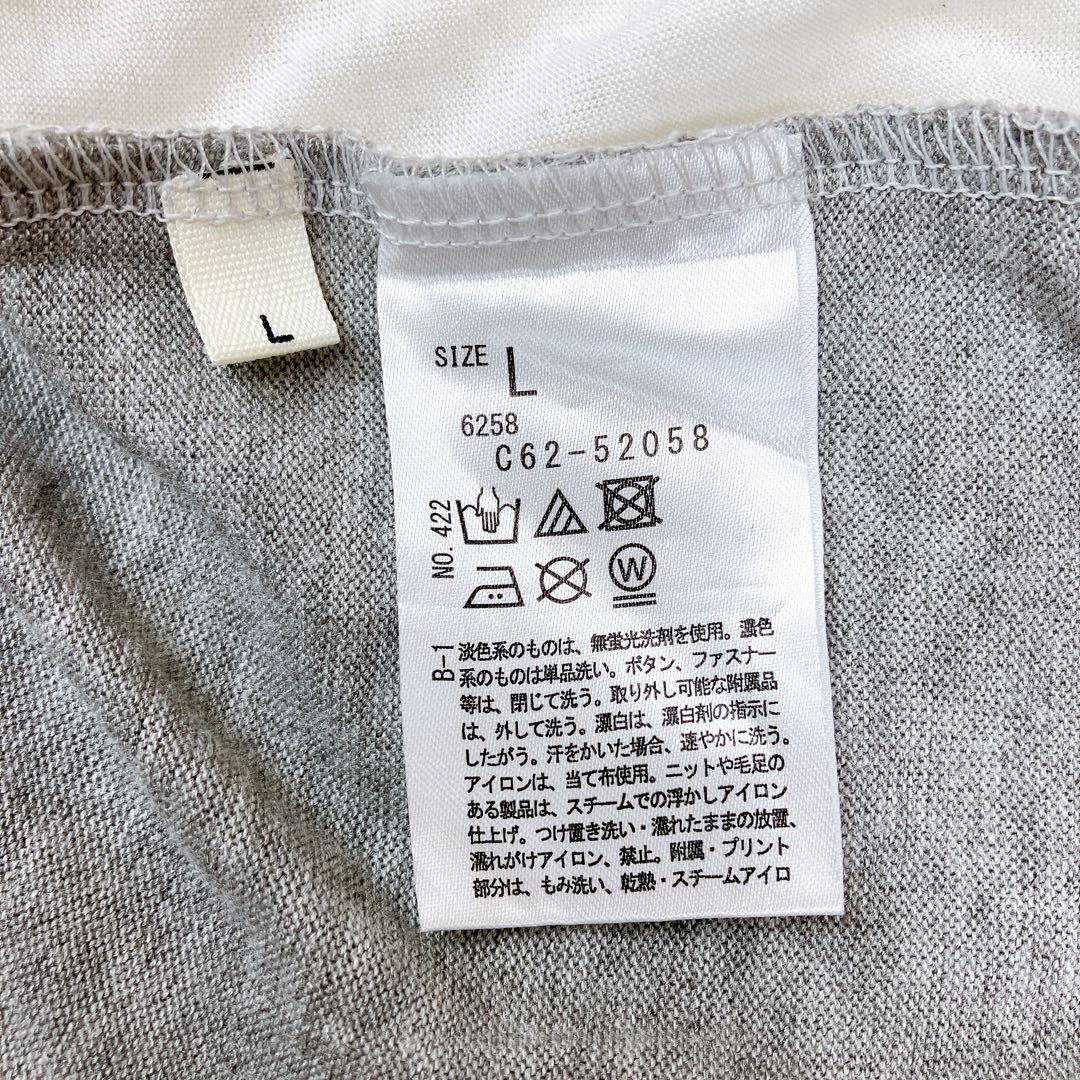 L
SIZE L
6258
C62-52058
NO. 422
W
B-1
淡色系のものは、無蛍光洗剤を使用。濃色
系のものは単品洗い。ボタン、ファスナー
等は、閉じて洗う。取り外し可能な附属品
は、外して洗う。漂白は、漂白剤の指示に
したがう。汗をかいた場合、速やかに洗う。
アイロンは、当て布使用。ニットや毛足の
ある製品は、スチームでの浮かしアイロン
仕上げ。つけ置き洗い・濡れたままの放置、
濡れがけアイロン、禁止。附属・プリント
部分は、もみ洗い、乾熱・スチームアイロ